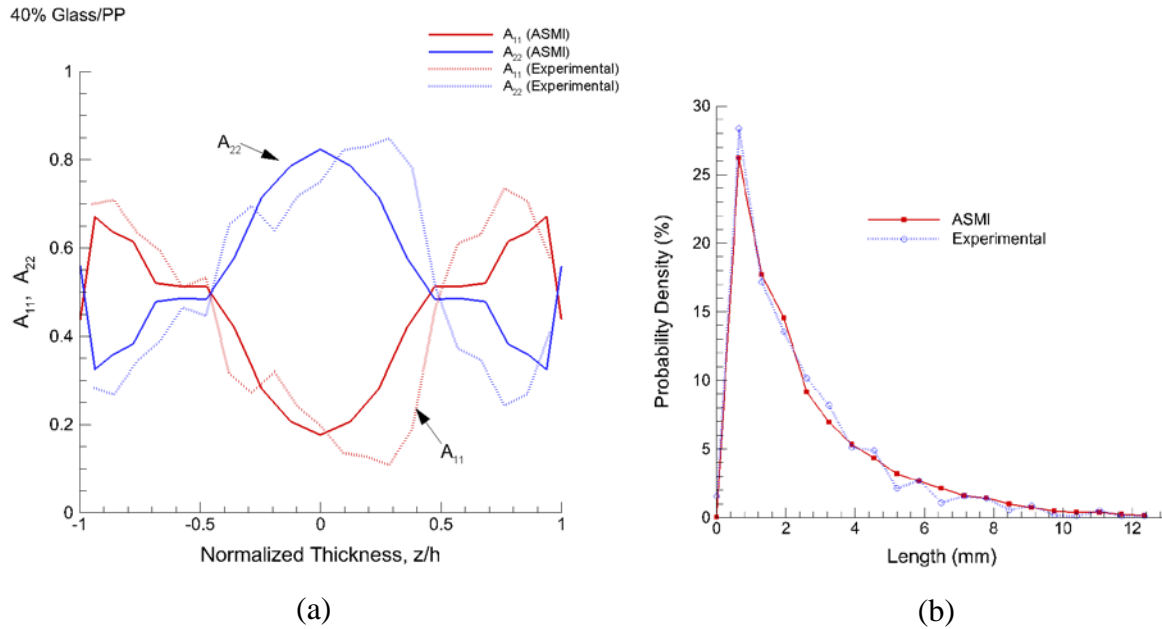 40% Glass/PP
A₁₁ (ASMI)
A₂₂ (ASMI)
A₁₁ (Experimental)
A₂₂ (Experimental)
1
0.8
0.6
0.4
0.2
0
A₁₁, A₂₂
A₂₂
A₁₁
-1
-0.5
0
0.5
1
Normalized Thickness, z/h
(a)
30
25
20
15
10
5
0
Probability Density (%)
ASMI
Experimental
0
2
4
6
8
10
12
Length (mm)
(b)